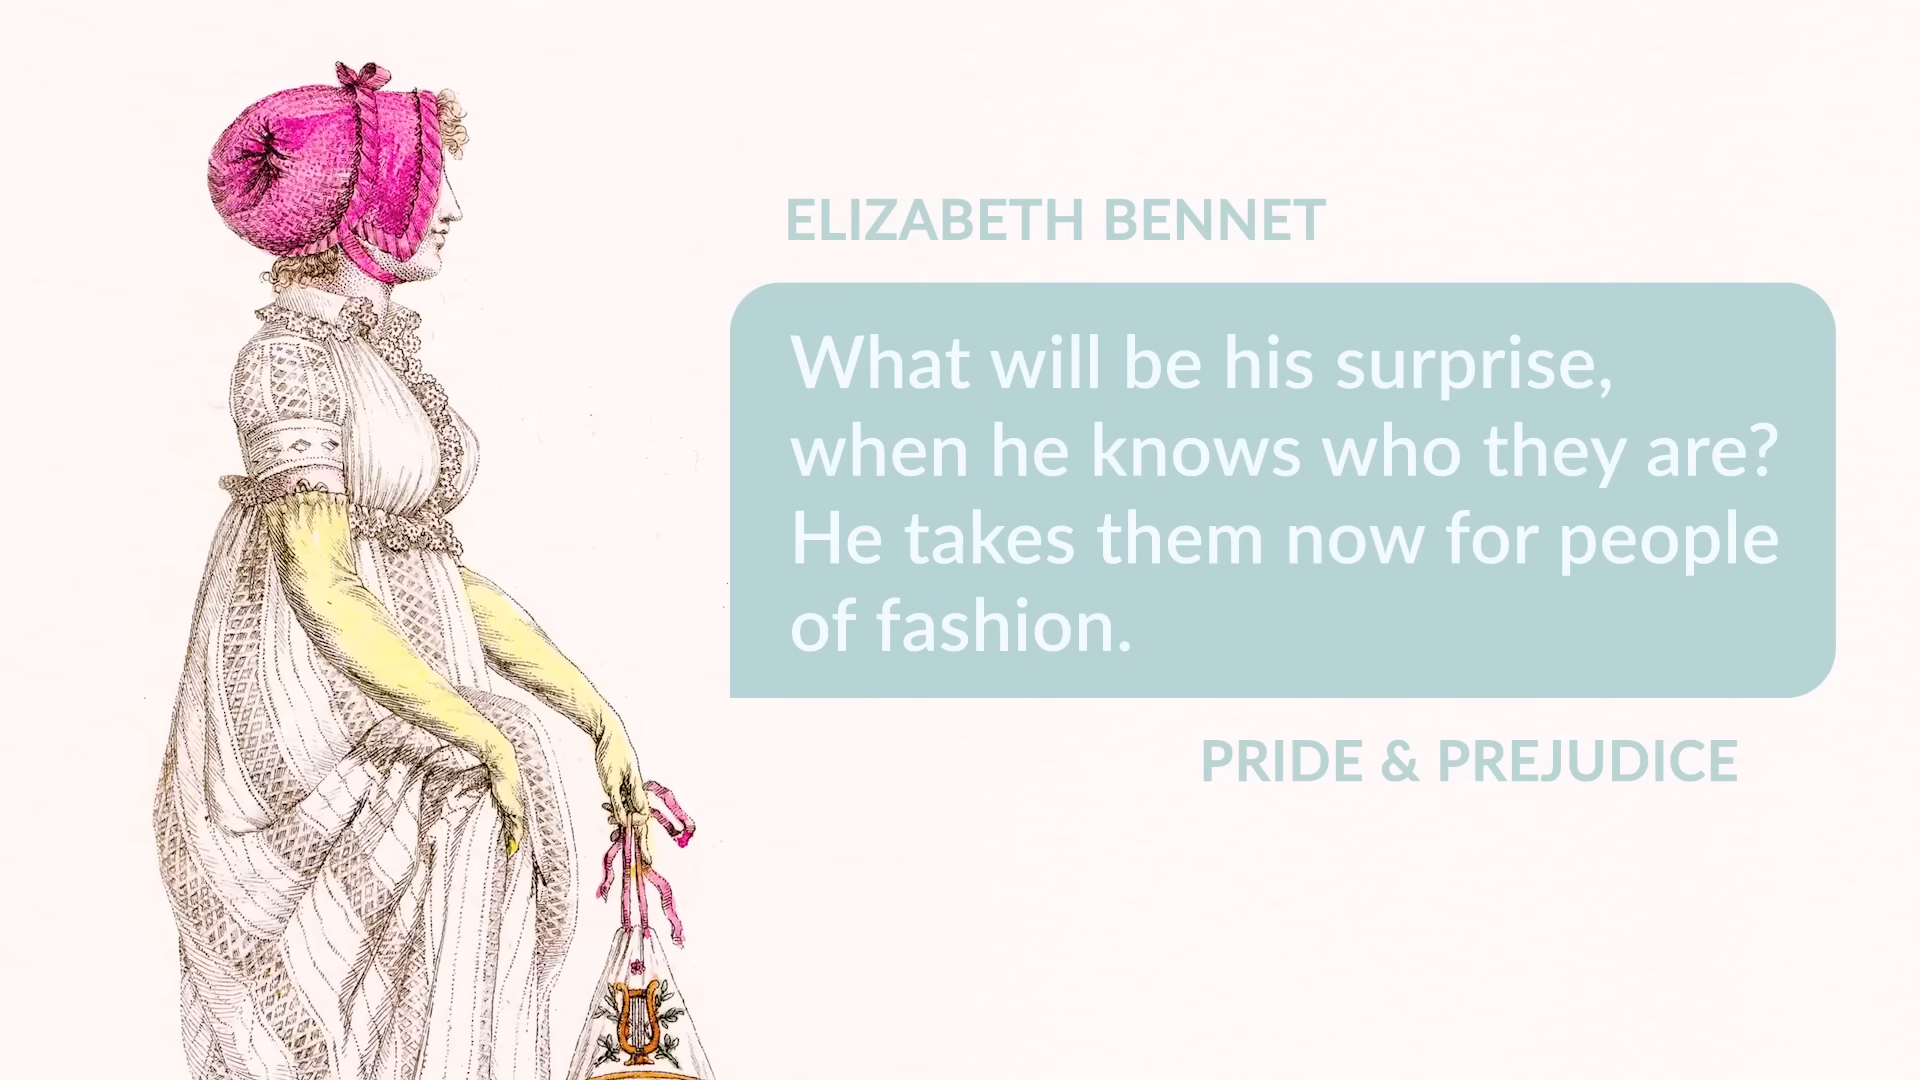 ELIZABETH BENNET
What will be his surprise,
when he knows who they are?
He takes them now for people
of fashion.
PRIDE & PREJUDICE